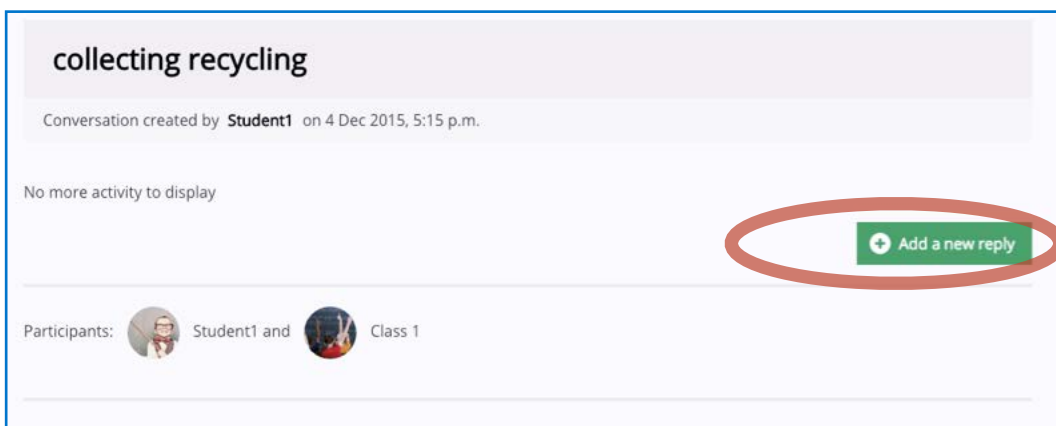 collecting recycling
Conversation created by Student1 on 4 Dec 2015, 5:15 p.m.
No more activity to display
Add a new reply
Participants: Student1 and Class 1